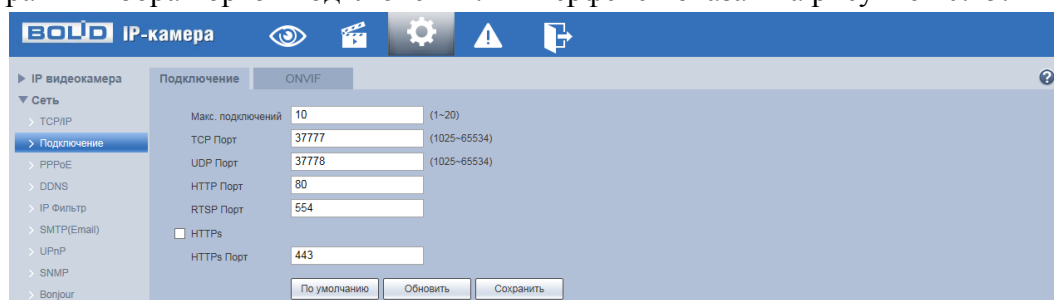 BOLID IP-камера
IP видеокамера
Сеть
TCP/IP
Подключение
PPPoE
DDNS
IP Фильтр
SMTP(Email)
UPnP
SNMP
Bonjour
Подключение ONVIF
Макс. подключений 10 (1~20)
TCP Порт 37777 (1025~65534)
UDP Порт 37778 (1025~65534)
HTTP Порт 80
RTSP Порт 554
HTTPs
HTTPs Порт 443
По умолчанию Обновить Сохранить